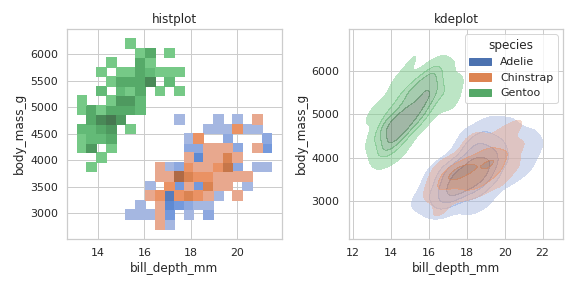 histplot
body_mass_g
6000
5500
5000
4500
4000
3500
3000
14
16
18
20
bill_depth_mm
kdeplot
body_mass_g
6000
5000
4000
3000
12
14
16
18
20
22
bill_depth_mm
species
Adelie
Chinstrap
Gentoo